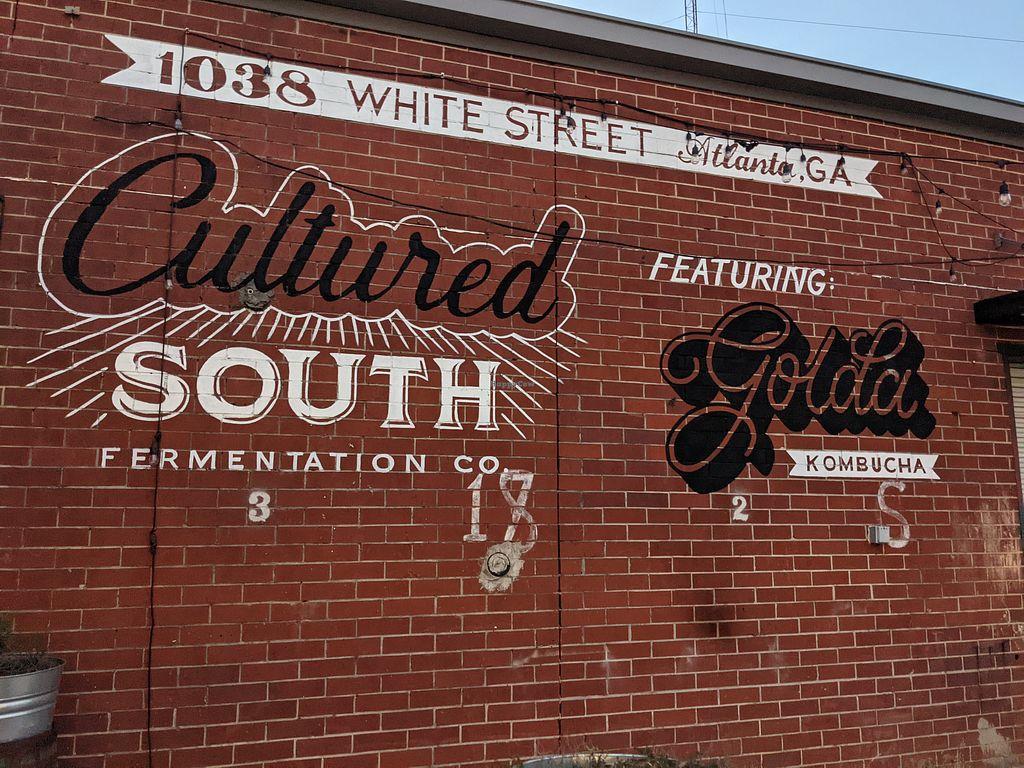 1038 WHITE STREET Atlanta, GA
Cultured
SOUTH
FERMENTATION CO.
FEATURING:
Golda
KOMBUCHA
3
18
2
S